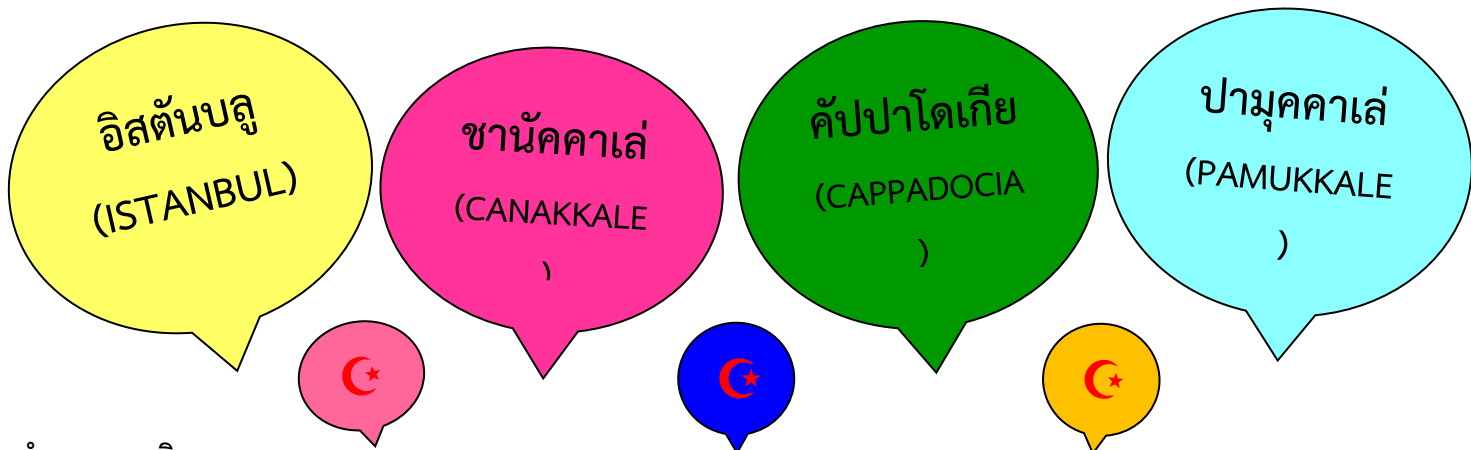 อิสตันบลู
(ISTANBUL)
ชานัคคาเล่
(CANAKKALE
)
คัปปาโดเกีย
(CAPPADOCIA
)
ปามุคคาเล่
(PAMUKKALE
)